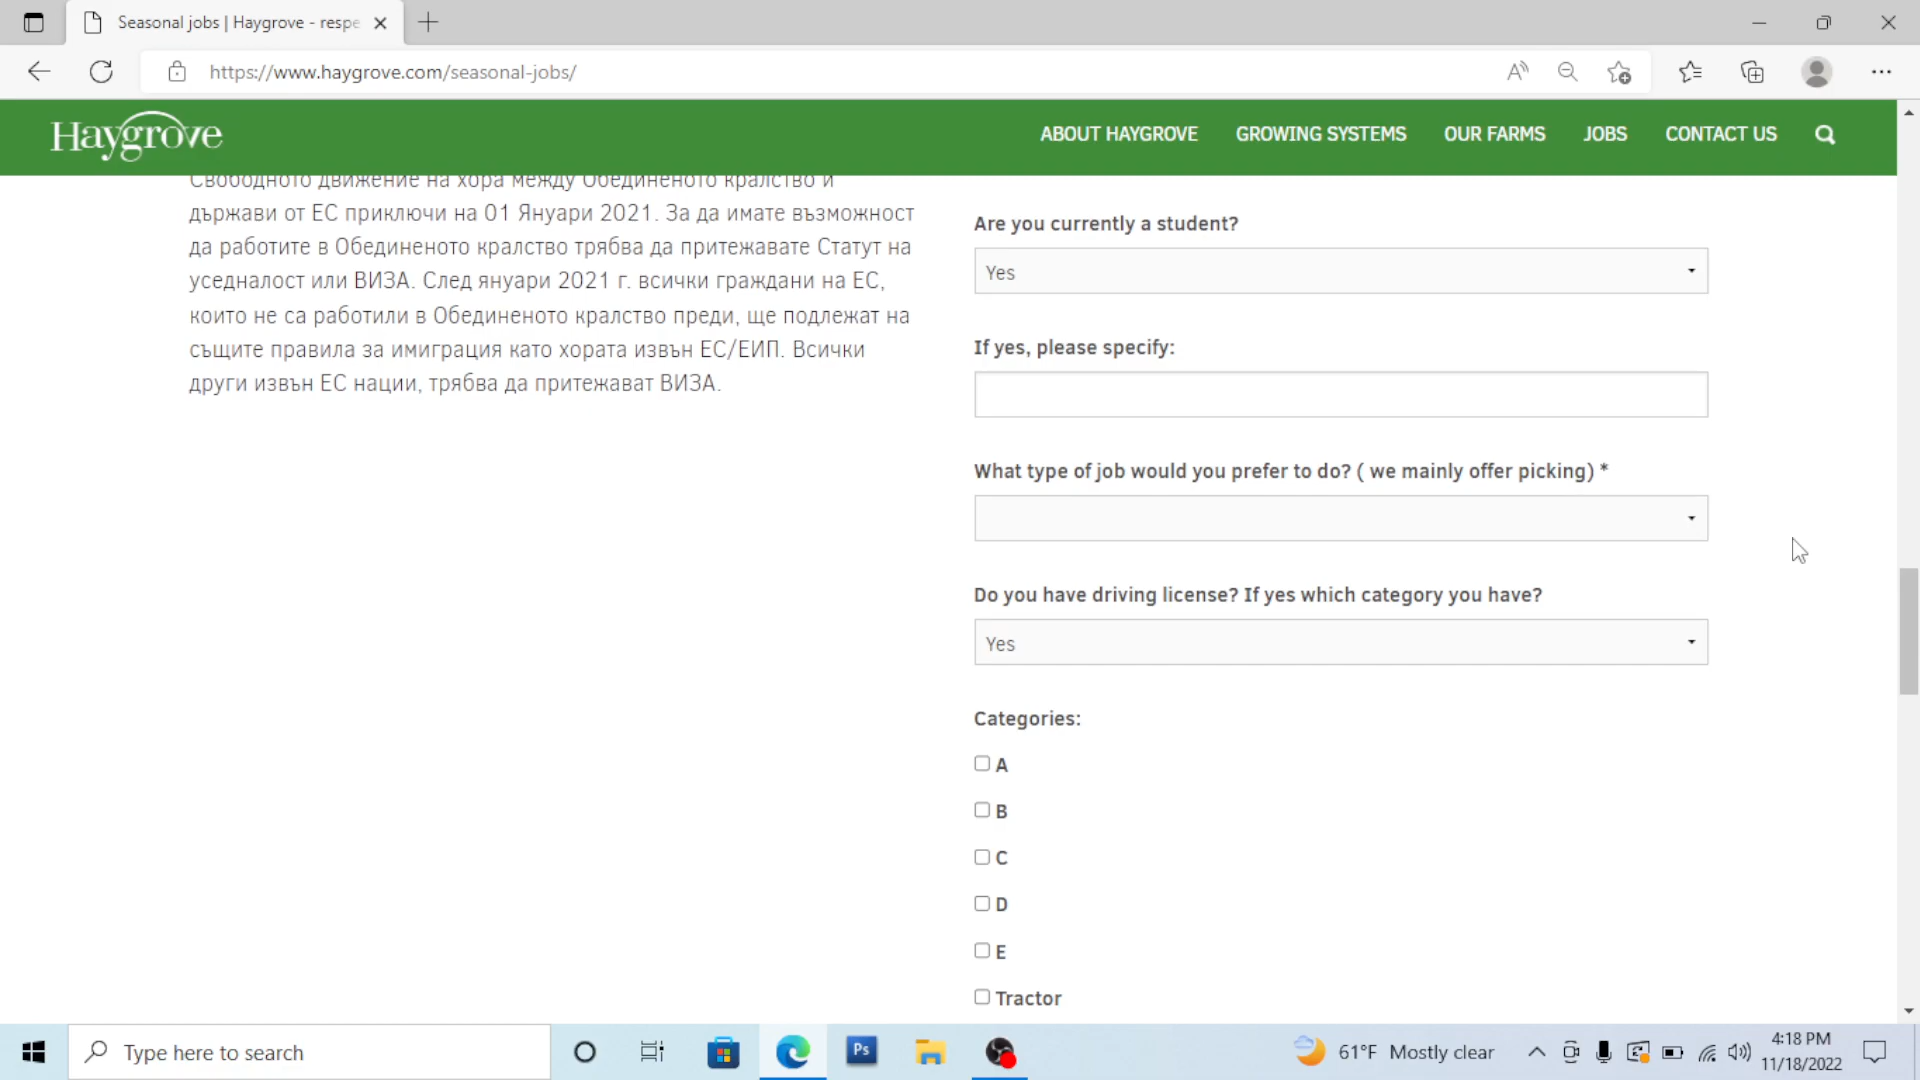 Seasonal jobs | Haygrove - respe
https://www.haygrove.com/seasonal-jobs/
Haygrove
ABOUT HAYGROVE
GROWING SYSTEMS
OUR FARMS
JOBS
CONTACT US
Свободното движение на хора между Обединеното кралство и
държави от ЕС приключи на 01 Януари 2021. За да имате възможност
да работите в Обединеното кралство трябва да притежавате Статут на
уседналост или ВИЗА. След януари 2021 г. всички граждани на ЕС,
които не са работили в Обединеното кралство преди, ще подлежат на
същите правила за имиграция като хората извън ЕС/ЕИП. Всички
други извън ЕС нации, трябва да притежават ВИЗА.
Are you currently a student?
Yes
If yes, please specify:
What type of job would you prefer to do? ( we mainly offer picking) *
Do you have driving license? If yes which category you have?
Yes
Categories:
A
B
C
D
E
Tractor
Type here to search
Ps
61°F Mostly clear
4:18 PM
11/18/2022